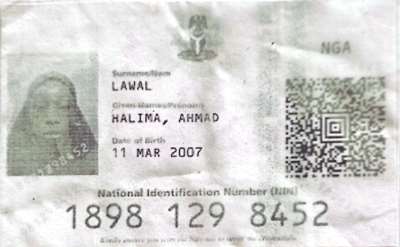 NGA
Surname/Nom
LAWAL
Given Names/Prenoms
HALIMA, AHMAD
Date of Birth
11 MAR 2007
National Identification Number (NIN)
1898 129 8452